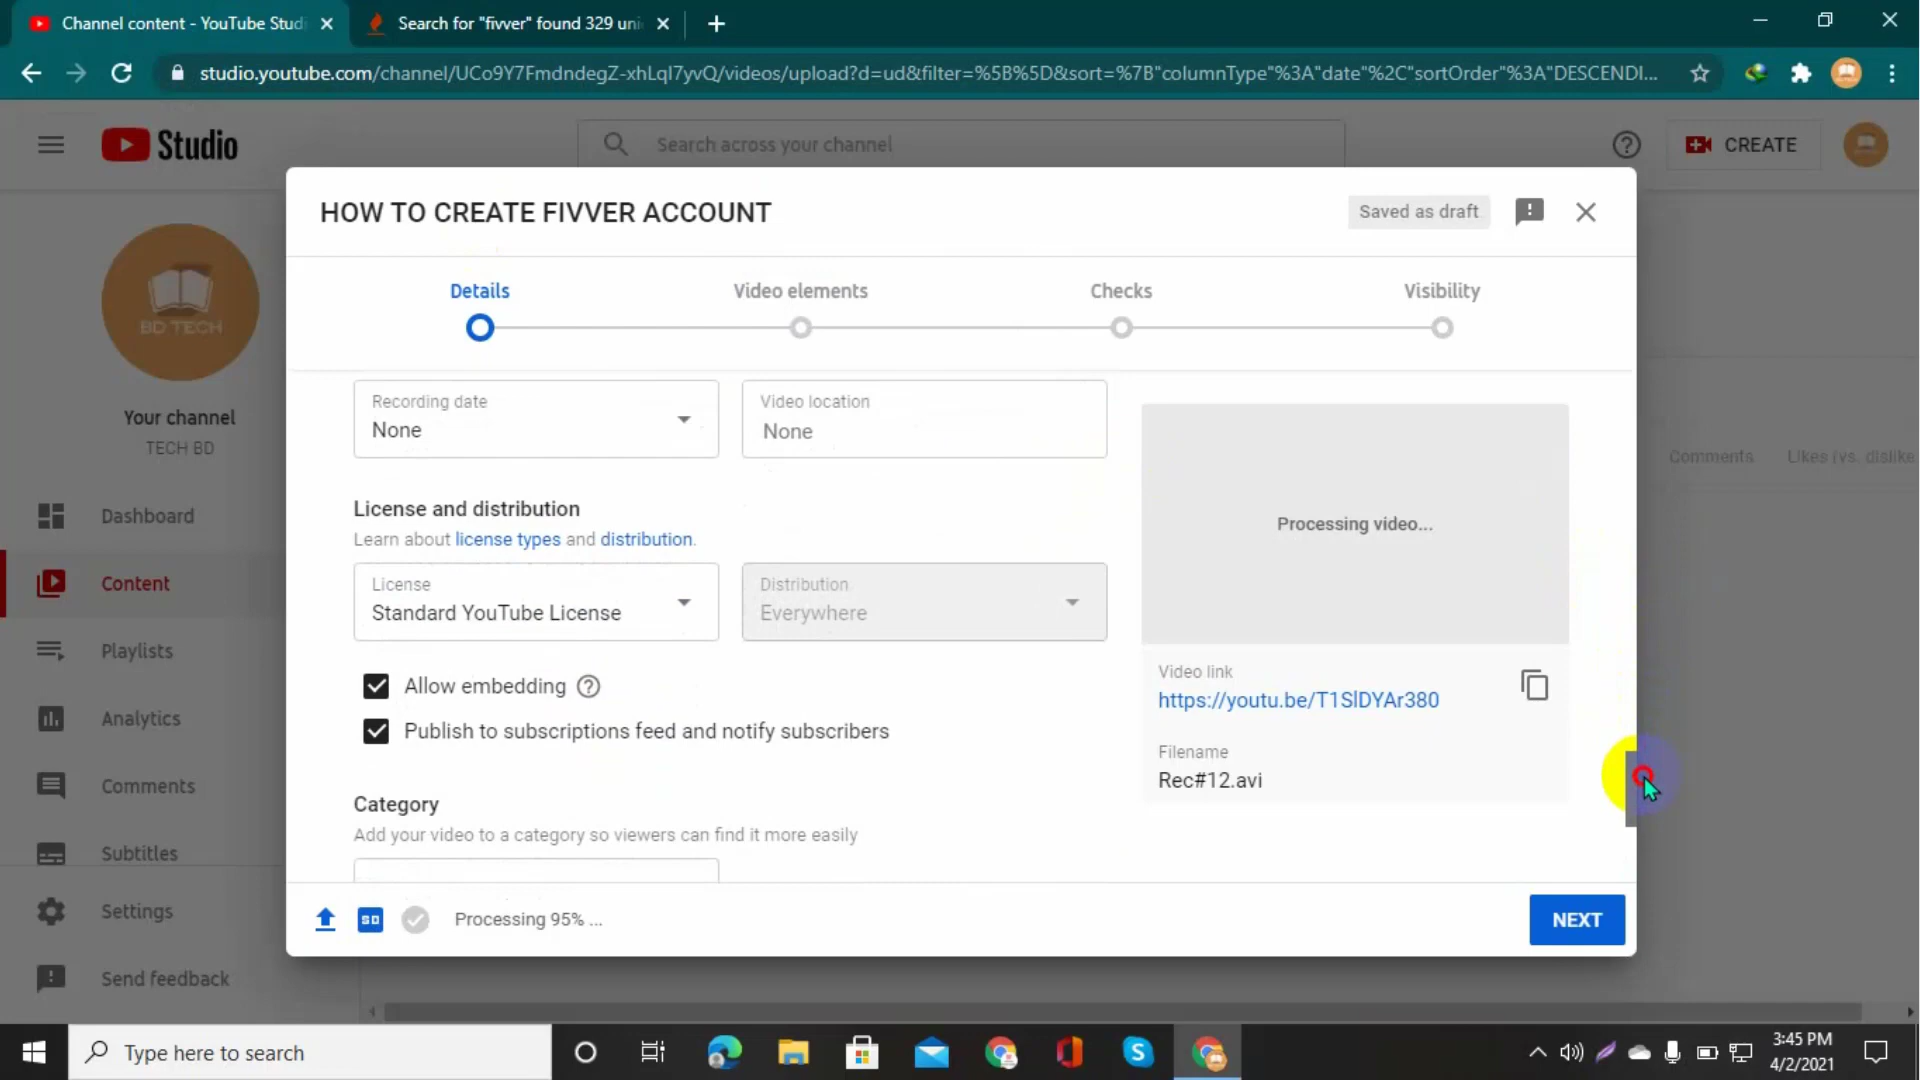 Channel content - YouTube Stud
Search for "fivver" found 329 uni
studio.youtube.com/channel/UCo9Y7FmdndegZ-xhLqI7yvQ/videos/upload?d=ud&filter=%5B%5D&sort=%7B"columnType"%3A"date"%2C"sortOrder"%3A"DESCENDI...
Studio
Search across your channel
CREATE
HOW TO CREATE FIVVER ACCOUNT
Saved as draft
Details
Video elements
Checks
Visibility
BD TECH
Your channel
TECH BD
Recording date
None
Video location
None
Comments
Likes (vs. dislike
License and distribution
Learn about license types and distribution.
License
Standard YouTube License
Distribution
Everywhere
Processing video...
Allow embedding
Publish to subscriptions feed and notify subscribers
Video link
https://youtu.be/T1SlDYAr380
Filename
Rec#12.avi
Category
Add your video to a category so viewers can find it more easily
Dashboard
Content
Playlists
Analytics
Comments
Subtitles
Settings
Send feedback
SD
Processing 95% ...
NEXT
Type here to search
3:45 PM
4/2/2021